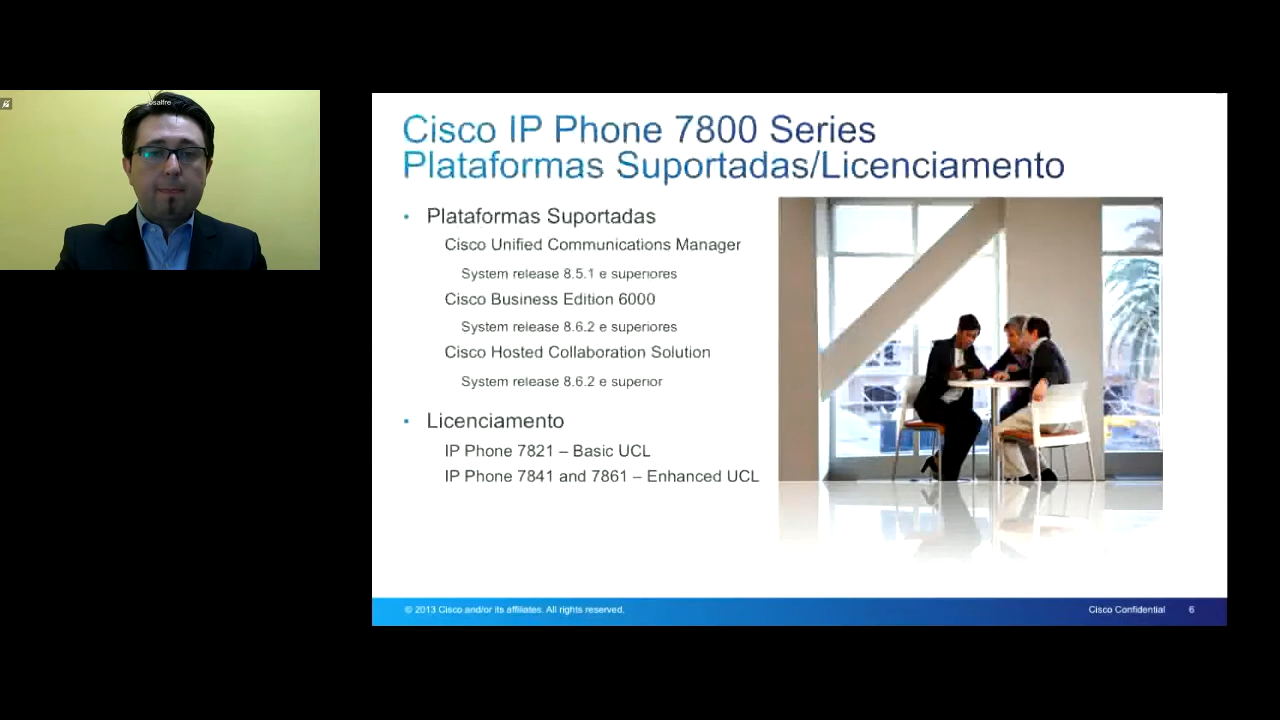 osalfre
Cisco IP Phone 7800 Series
Plataformas Suportadas/Licenciamento
• Plataformas Suportadas
Cisco Unified Communications Manager
System release 8.5.1 e superiores
Cisco Business Edition 6000
System release 8.6.2 e superiores
Cisco Hosted Collaboration Solution
System release 8.6.2 e superior
• Licenciamento
IP Phone 7821 – Basic UCL
IP Phone 7841 and 7861 – Enhanced UCL
© 2013 Cisco and/or its affiliates. All rights reserved.
Cisco Confidential 6